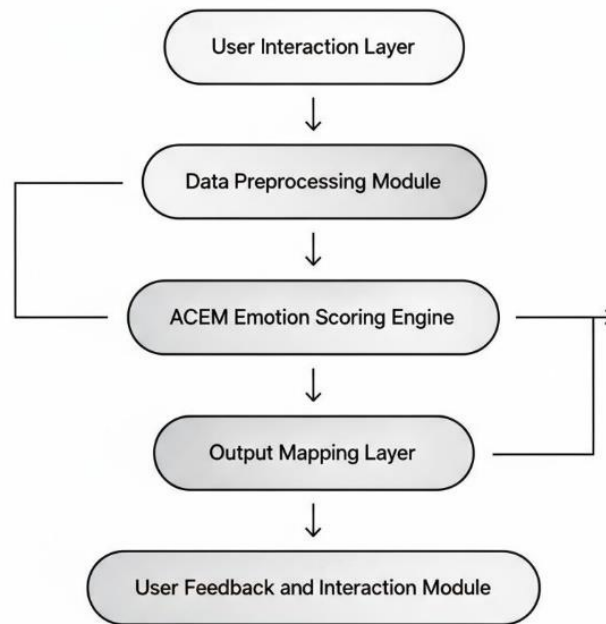 User Interaction Layer
Data Preprocessing Module
ACEM Emotion Scoring Engine
Output Mapping Layer
User Feedback and Interaction Module